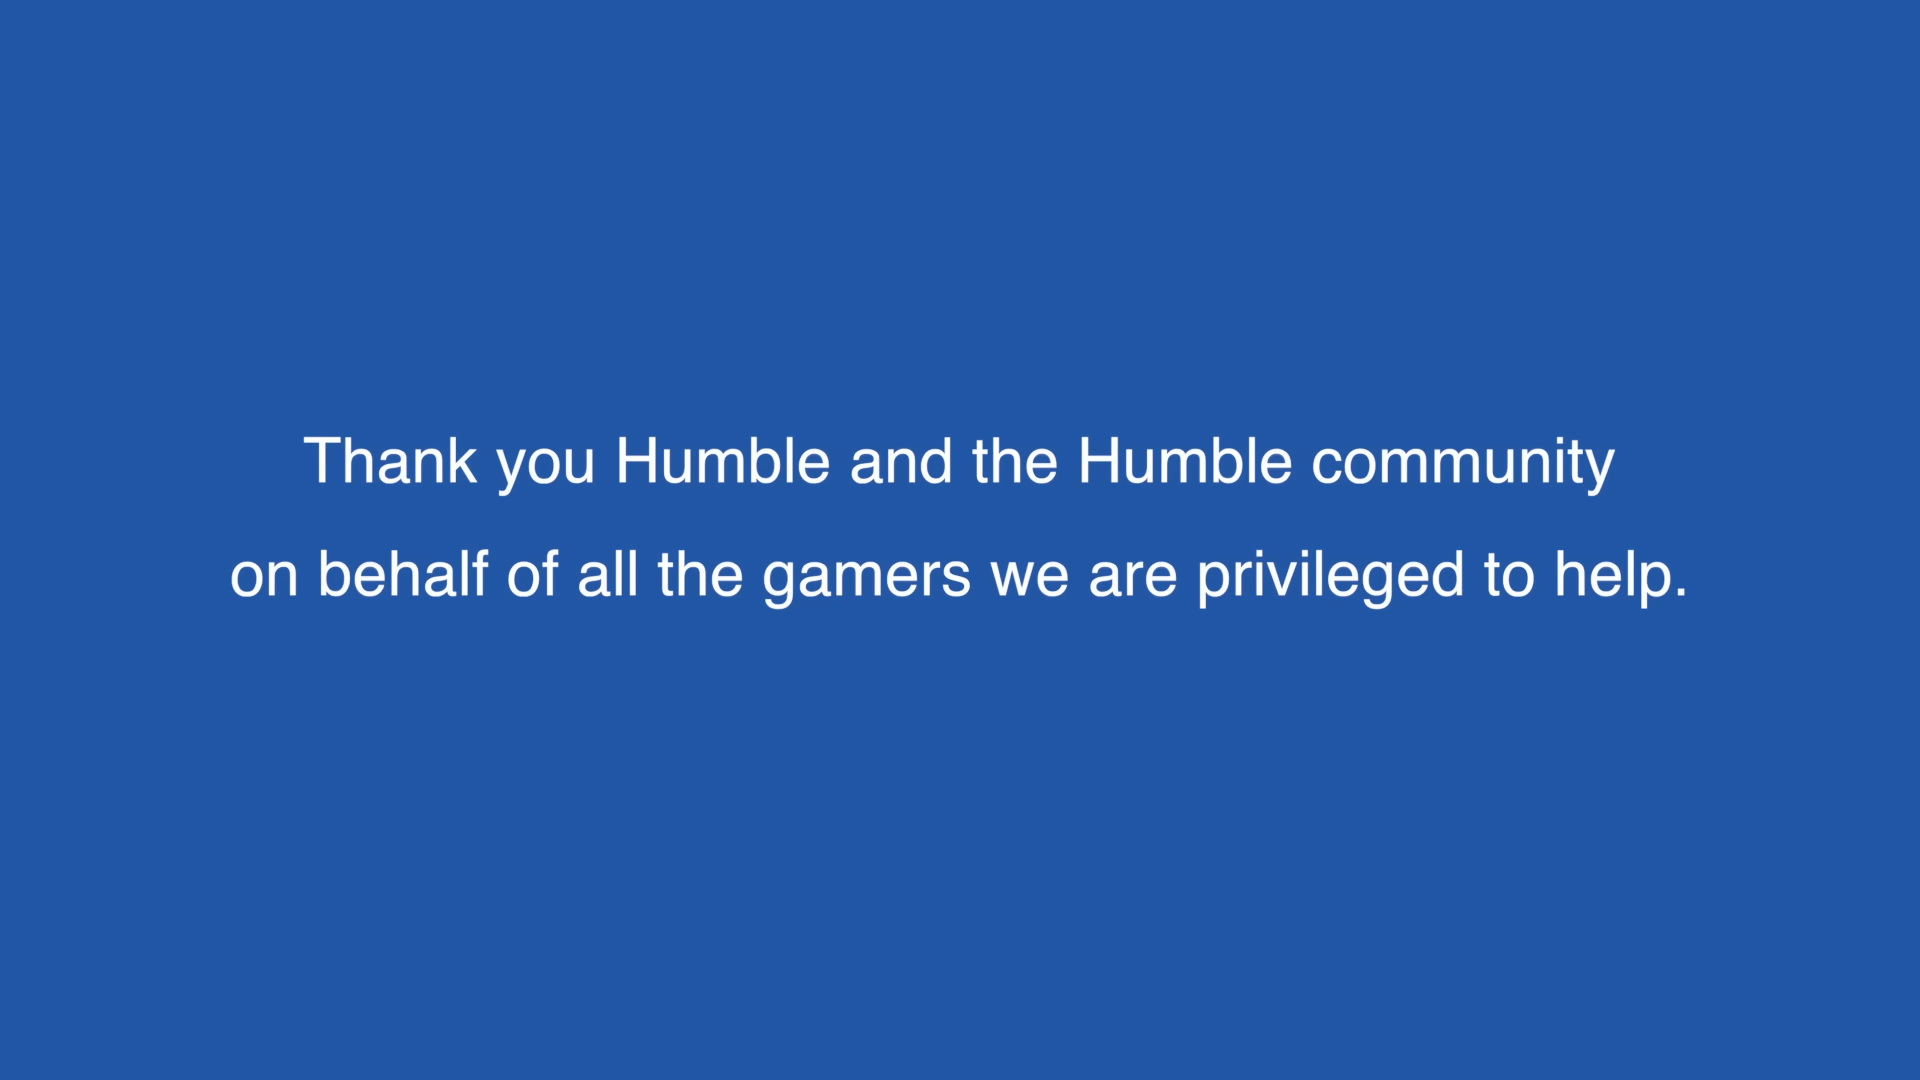 Thank you Humble and the Humble community
on behalf of all the gamers we are privileged to help.